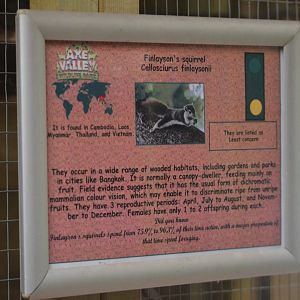 AXE
VALLEY
WILDLIFE PARK
Finlayson's squirrel
Callosciurus finlaysonii
It is found in Cambodia, Laos,
Myanmar, Thailand, and Vietnam
They are listed as
Least concern
They occur in a wide range of wooded habitats, including gardens and parks
in cities like Bangkok. It is normally a canopy-dweller, feeding mainly on
fruit. Field evidence suggests that it has the usual form of dichromatic
mammalian colour vision, which may enable it to discriminate ripe from unripe
fruits. They have 3 reproductive periods: April, July to August, and Novem-
ber to December. Females have only 1 to 2 offspring during each.
Did you know
Finlayson's squirrels spend from 75.9% to 96.3% of their time active, with a major proportion of
that time spent foraging.